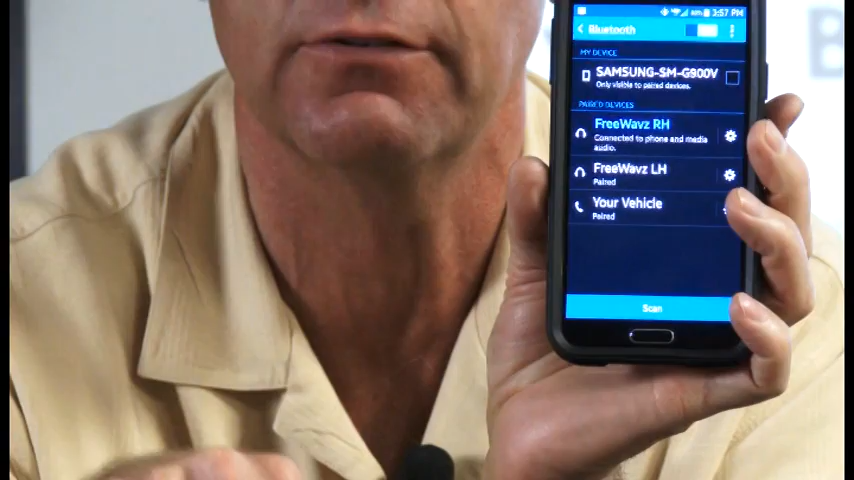 3:57 PM
Bluetooth
MY DEVICE
SAMSUNG-SM-G900V
Only visible to paired devices.
PAIRED DEVICES
FreeWavz RH
Connected to phone and media
audio.
FreeWavz LH
Paired
Your Vehicle
Paired
Scan
B